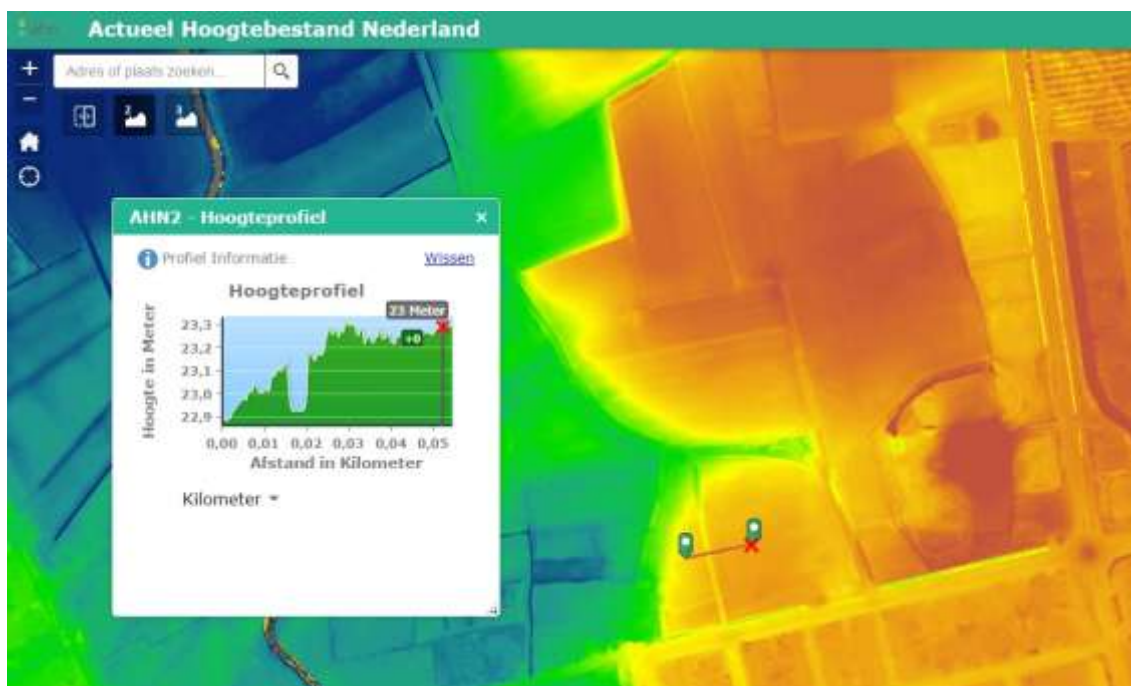 Actueel Hoogtebestand Nederland
+
Adres of plaats zoeken...
−
2
3
AHN2 - Hoogteprofiel
×
i Profiel Informatie
Wissen
Hoogteprofiel
23 Meter
+0
Hoogte in Meter
23,3
23,2
23,1
23,0
22,9
0,00 0,01 0,02 0,03 0,04 0,05
Afstand in Kilometer
Kilometer